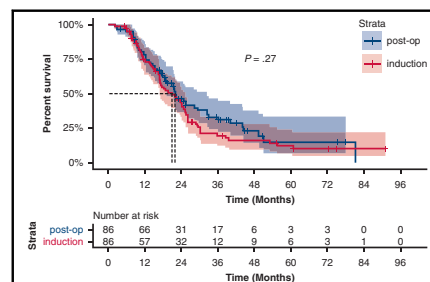 Strata
post-op
induction
P = .27
Percent survival
100%
75%
50%
25%
0%
0 12 24 36 48 60 72 84 96
Time (Months)
Number at risk
Strata
post-op 86 66 31 17 6 3 3 0 0
induction 86 57 32 12 9 6 3 1 0
0 12 24 36 48 60 72 84 96
Time (Months)